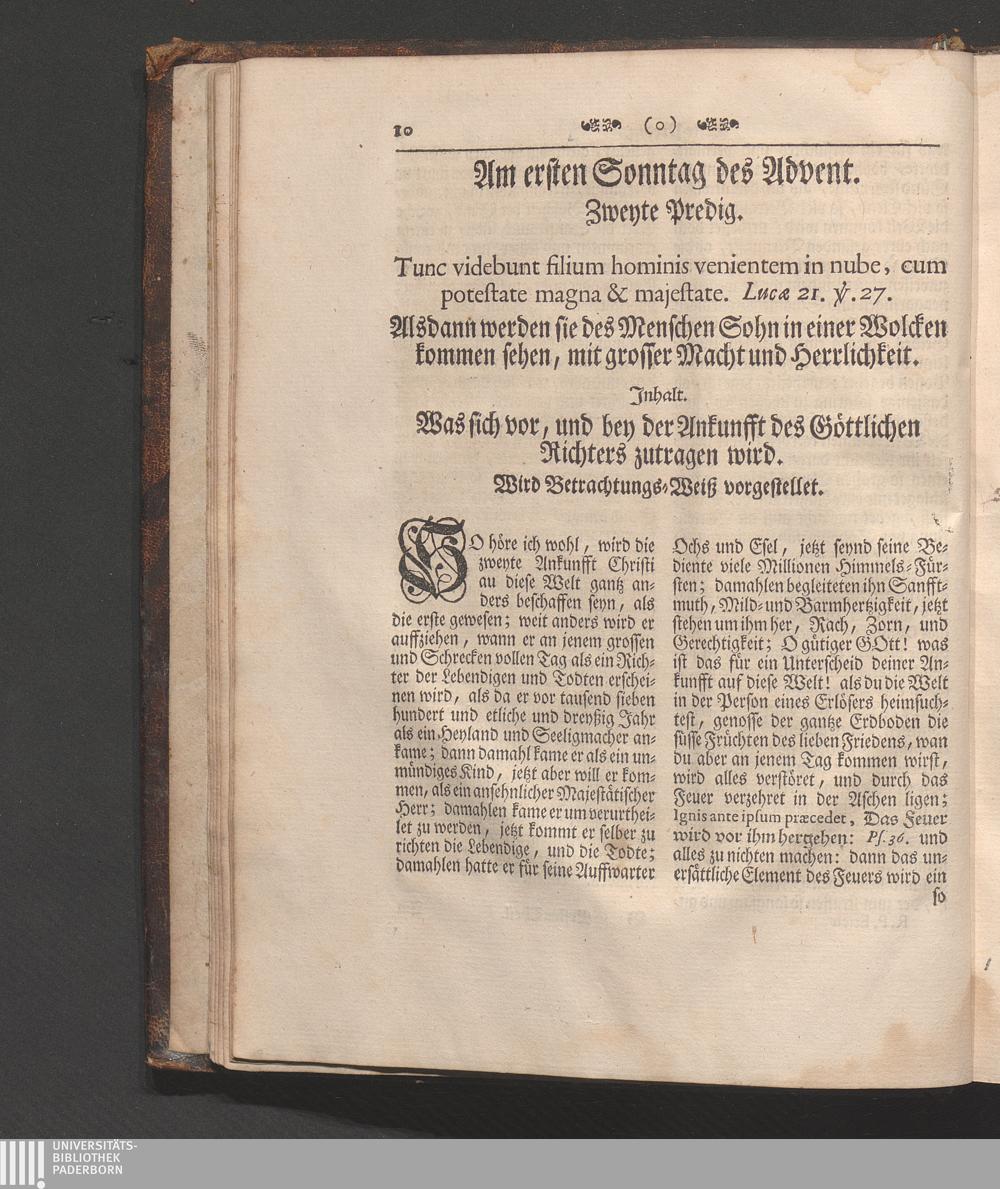 10 (o)
Am ersten Sonntag des Advent.
Zweyte Predig.
Tunc videbunt filium hominis venientem in nube, cum
potestate magna & majestate. Lucæ 21. ℣. 27.
Alsdann werden sie des Menschen Sohn in einer Wolcken
kommen sehen, mit grosser Macht und Herrlichkeit.
Inhalt.
Was sich vor, und bey der Ankunfft des Göttlichen
Richters zutragen wird.
Wird Betrachtungs-Weiß vorgestellet.
SO höre ich wohl, wird die
zweyte Ankunfft Christi
au diese Welt gantz an-
ders beschaffen seyn, als
die erste gewesen; weit anders wird er
auffziehen, wann er an jenem grossen
und Schrecken vollen Tag als ein Rich-
ter der Lebendigen und Todten erschei-
nen wird, als da er vor tausend sieben
hundert und etliche und dreyßig Jahr
als ein Heyland und Seeligmacher an-
kame; dann damahl kame er als ein un-
mündiges Kind, jetzt aber will er kom-
men, als ein ansehnlicher Majestätischer
Herr; damahlen kame er um verurthei-
let zu werden, jetzt kommt er selber zu
richten die Lebendige, und die Todte;
damahlen hatte er für seine Auffwarter
Ochs und Esel, jetzt seynd seine Be-
diente viele Millionen Himmels-Für-
sten; damahlen begleiteten ihn Sanfft-
muth, Mild- und Barmhertzigkeit, jetzt
stehen um ihm her, Rach, Zorn, und
Gerechtigkeit; O gütiger GOtt! was
ist das für ein Unterscheid deiner An-
kunfft auf diese Welt! als du die Welt
in der Person eines Erlösers heimsuch-
test, genosse der gantze Erdboden die
süsse Früchten des lieben Friedens, wan
du aber an jenem Tag kommen wirst,
wird alles verstöret, und durch das
Feuer verzehret in der Aschen ligen;
Ignis ante ipsum præcedet, Das Feuer
wird vor ihm hergehen: Ps. 36. und
alles zu nichten machen: dann das un-
ersättliche Element des Feuers wird ein
so
UNIVERSITÄTS-
BIBLIOTHEK
PADERBORN